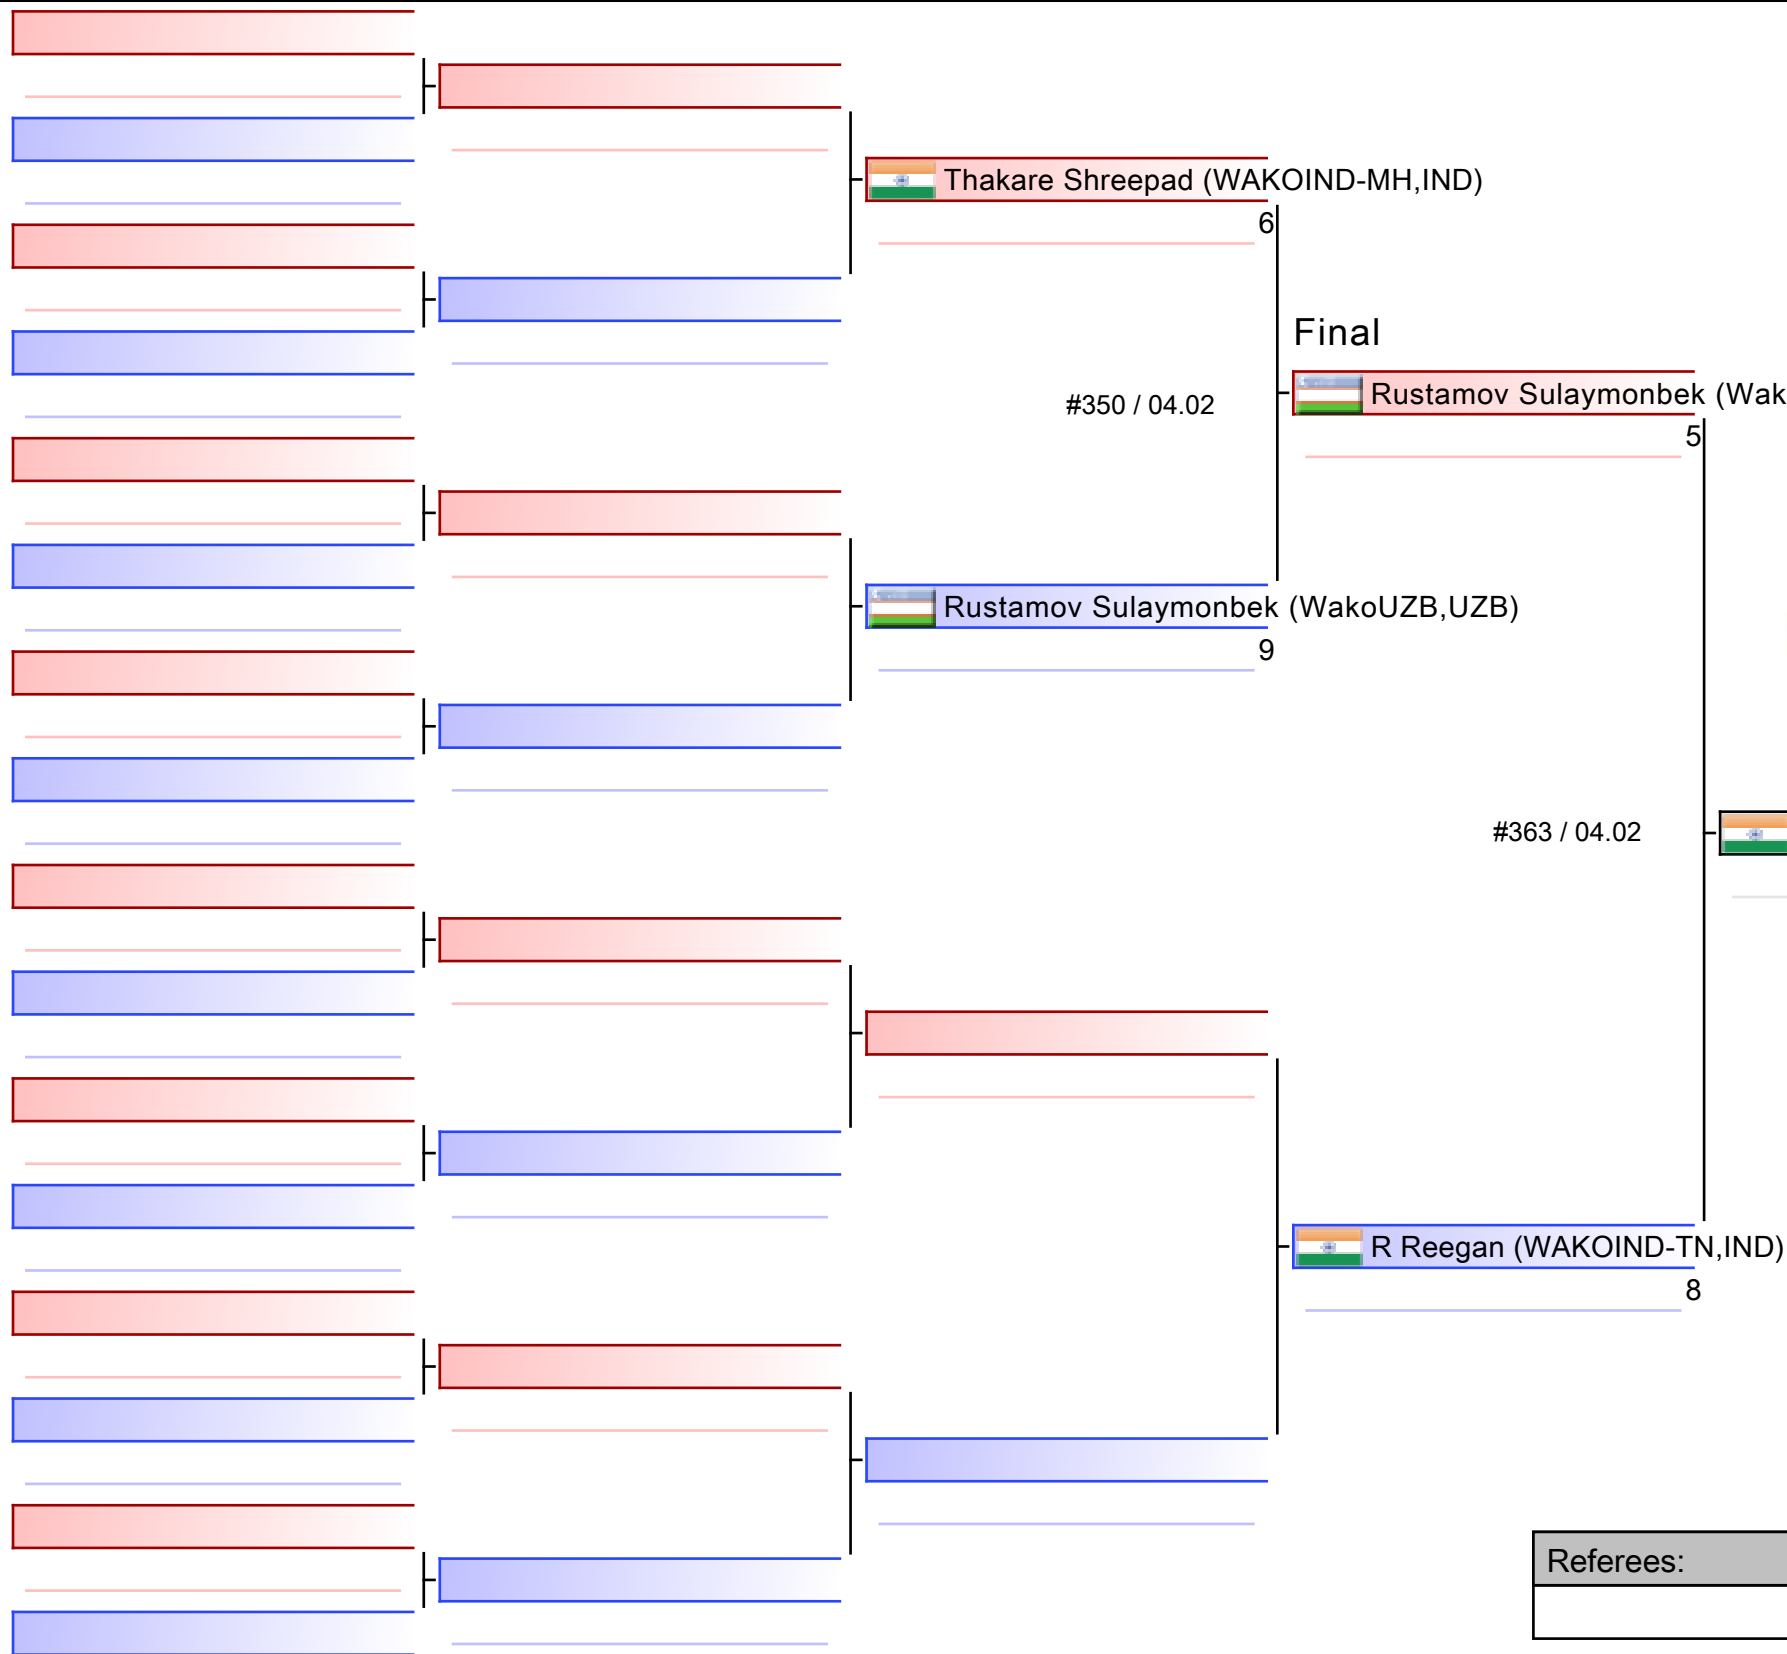 Thakare Shreepad (WAKOIND-MH,IND)
6
Final
#350 / 04.02
Rustamov Sulaymonbek (Wak
5
Rustamov Sulaymonbek (WakoUZB,UZB)
9
#363 / 04.02
R Reegan (WAKOIND-TN,IND)
8
Referees: